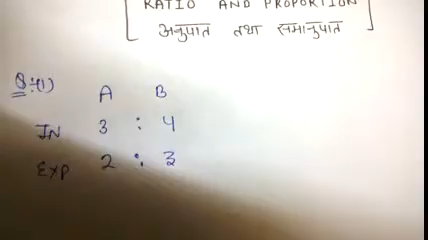 RATIO AND PROPORTION
अनुपात तथा समानुपात
Q:-(1)
A B
IN 3 : 4
EXP 2 : 3